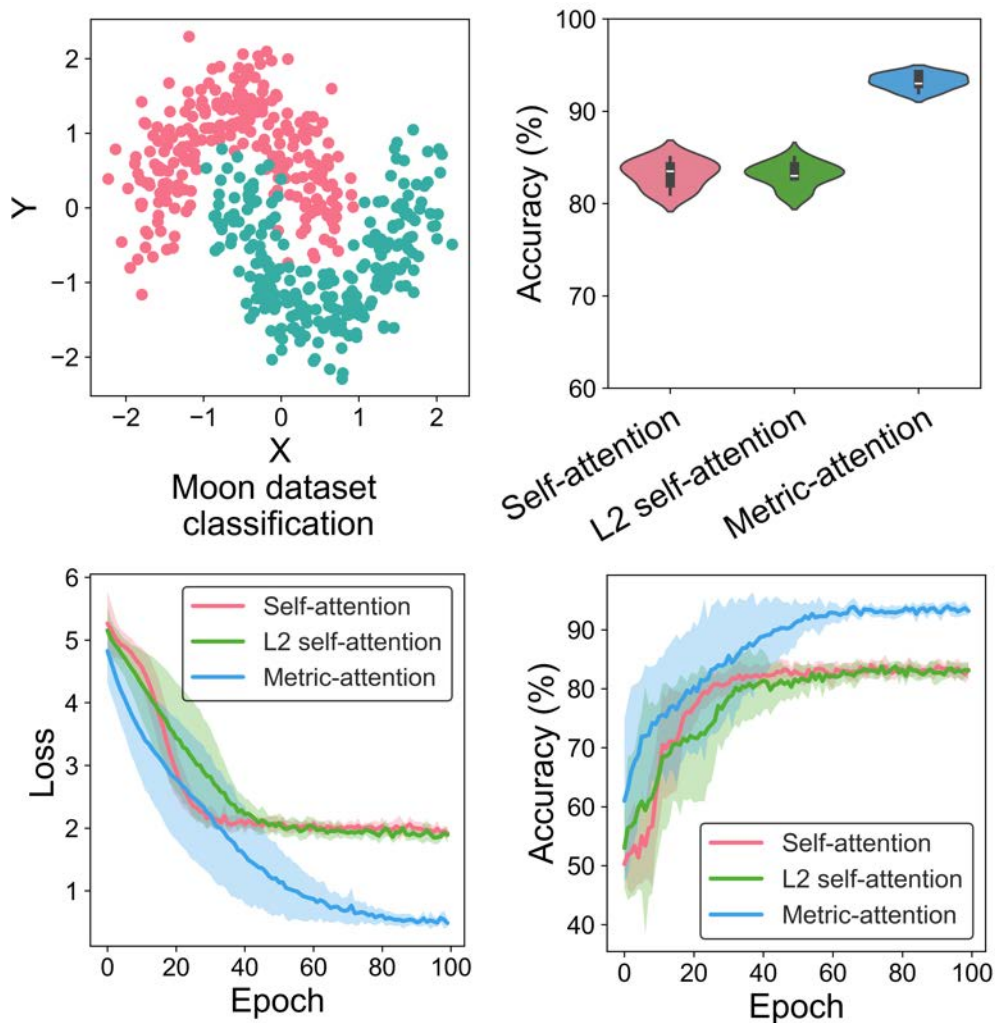 Y
2
1
0
−1
−2
−2
−1
0
1
2
X
Moon dataset
classification
Accuracy (%)
100
90
80
70
60
Self-attention
L2 self-attention
Metric-attention
Loss
6
5
4
3
2
1
0
20
40
60
80
100
Epoch
Self-attention
L2 self-attention
Metric-attention
Accuracy (%)
90
80
70
60
50
40
0
20
40
60
80
100
Epoch
Self-attention
L2 self-attention
Metric-attention